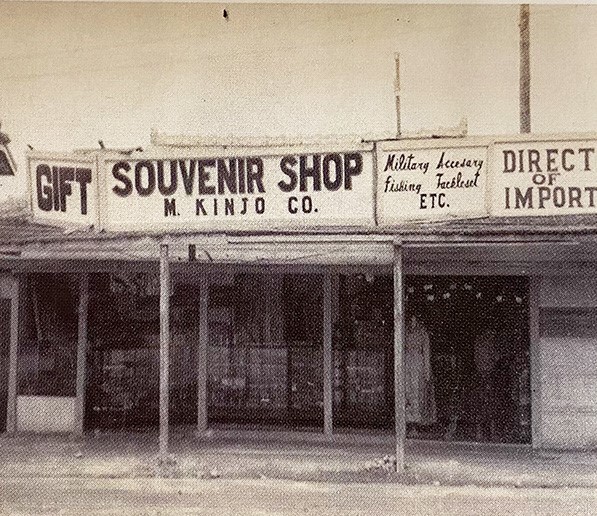 GIFT
SOUVENIR SHOP
M. KINJO CO.
Military Accesary
Fishing Tackleset
ETC.
DIRECT
OF
IMPORT